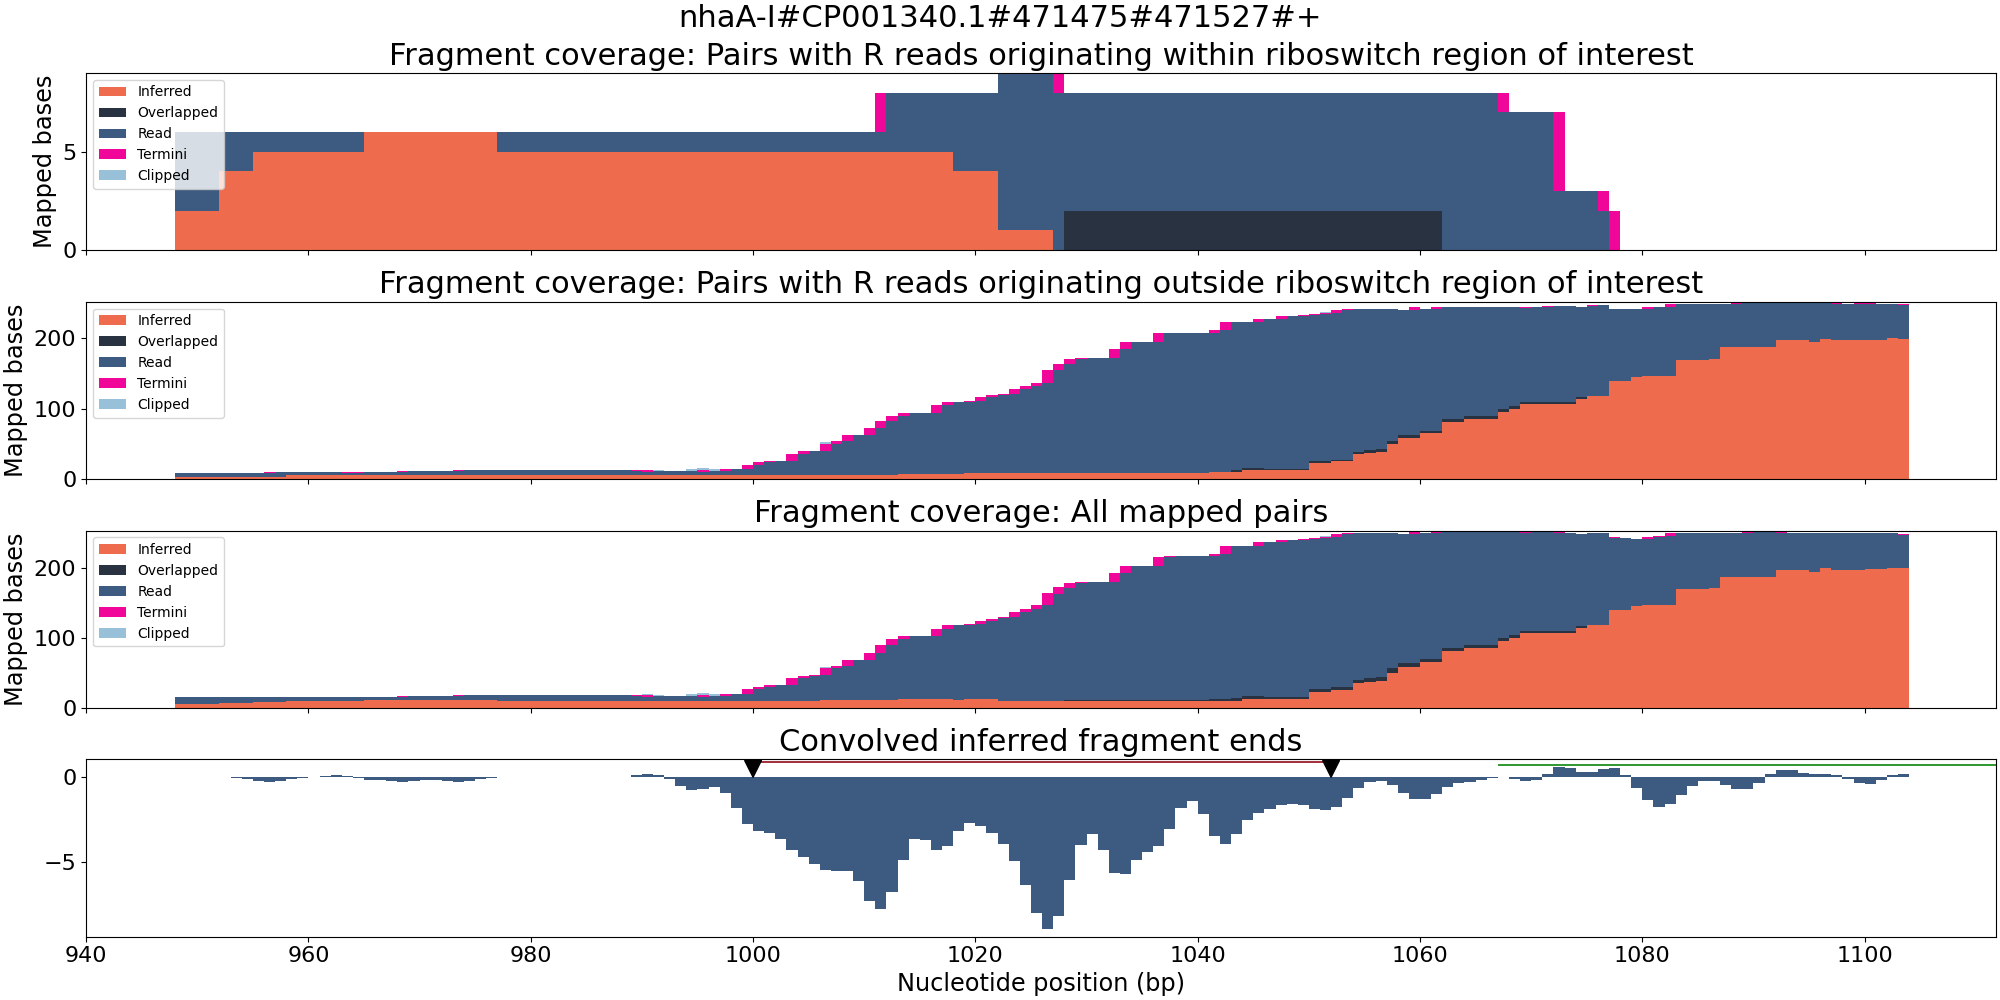 nhaA-I#CP001340.1#471475#471527#+
Fragment coverage: Pairs with R reads originating within riboswitch region of interest
Mapped bases
5
0
Inferred
Overlapped
Read
Termini
Clipped
Fragment coverage: Pairs with R reads originating outside riboswitch region of interest
Mapped bases
200
100
0
Inferred
Overlapped
Read
Termini
Clipped
Fragment coverage: All mapped pairs
Mapped bases
200
100
0
Inferred
Overlapped
Read
Termini
Clipped
Convolved inferred fragment ends
0
−5
940 960 980 1000 1020 1040 1060 1080 1100
Nucleotide position (bp)